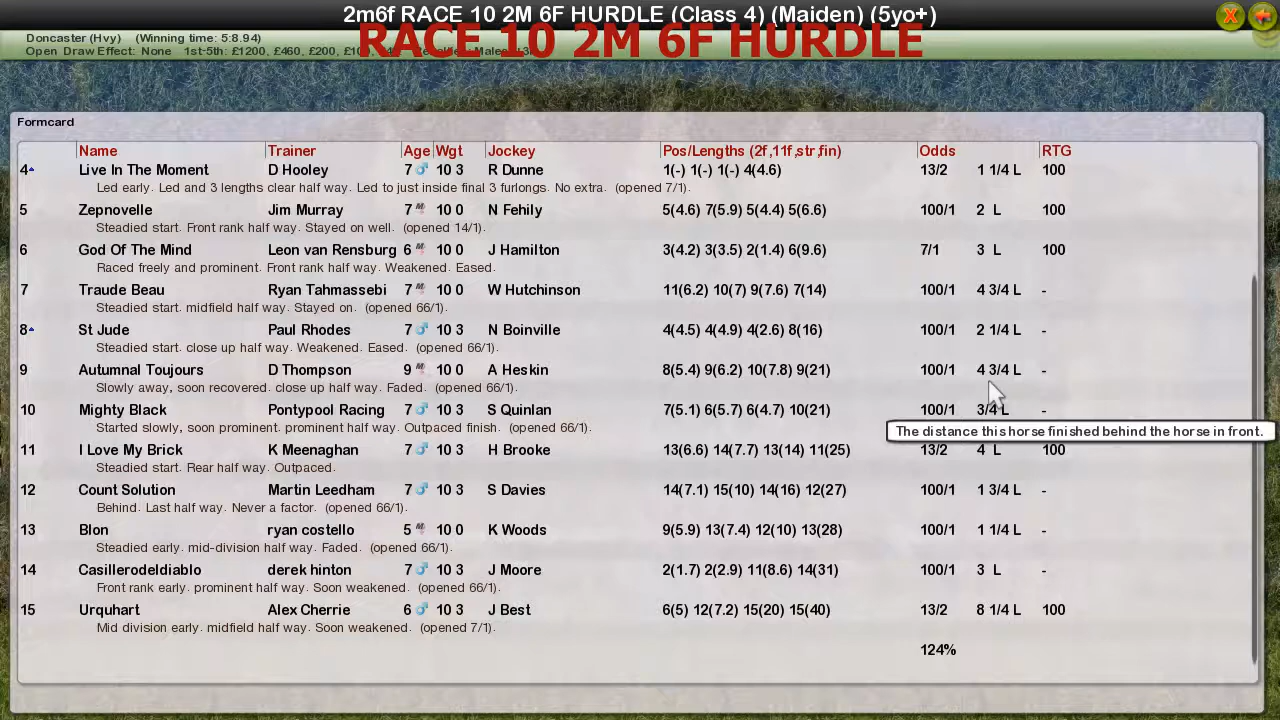 2m6f RACE 10 2M 6F HURDLE (Class 4) (Maiden) (5yo+)
RACE 10 2M 6F HURDLE
Doncaster (Hvy) (Winning time: 5:8.94)
Open Draw Effect: None 1st-5th: £1200, £460, £200,
Formcard
Name Trainer Age Wgt Jockey Pos/Lengths (2f,11f,str,fin) Odds RTG
4 Live In The Moment D Hooley 7 10 3 R Dunne 1(-) 1(-) 1(-) 4(4.6) 13/2 1 1/4 L 100
Led early. Led and 3 lengths clear half way. Led to just inside final 3 furlongs. No extra. (opened 7/1).
5 Zepnovelle Jim Murray 7 10 0 N Fehily 5(4.6) 7(5.9) 5(4.4) 5(6.6) 100/1 2 L 100
Steadied start. Front rank half way. Stayed on well. (opened 14/1).
6 God Of The Mind Leon van Rensburg 6 10 0 J Hamilton 3(4.2) 3(3.5) 2(1.4) 6(9.6) 7/1 3 L 100
Raced freely and prominent. Front rank half way. Weakened. Eased.
7 Traude Beau Ryan Tahmassebi 7 10 0 W Hutchinson 11(6.2) 10(7) 9(7.6) 7(14) 100/1 4 3/4 L -
Steadied start. midfield half way. Stayed on. (opened 66/1).
8 St Jude Paul Rhodes 7 10 3 N Boinville 4(4.5) 4(4.9) 4(2.6) 8(16) 100/1 2 1/4 L -
Steadied start. close up half way. Weakened. Eased. (opened 66/1).
9 Autumnal Toujours D Thompson 9 10 0 A Heskin 8(5.4) 9(6.2) 10(7.8) 9(21) 100/1 4 3/4 L -
Slowly away, soon recovered. close up half way. Faded. (opened 66/1).
10 Mighty Black Pontypool Racing 7 10 3 S Quinlan 7(5.1) 6(5.7) 6(4.7) 10(21) 100/1 3/4 L -
Started slowly, soon prominent. prominent half way. Outpaced finish. (opened 66/1).
The distance this horse finished behind the horse in front.
11 I Love My Brick K Meenaghan 7 10 3 H Brooke 13(6.6) 14(7.7) 13(14) 11(25) 13/2 4 L 100
Steadied start. Rear half way. Outpaced.
12 Count Solution Martin Leedham 7 10 3 S Davies 14(7.1) 15(10) 14(16) 12(27) 100/1 1 3/4 L -
Behind. Last half way. Never a factor. (opened 66/1).
13 Blon ryan costello 5 10 0 K Woods 9(5.9) 13(7.4) 12(10) 13(28) 100/1 1 1/4 L -
Steadied early. mid-division half way. Faded. (opened 66/1).
14 Casillerodeldiablo derek hinton 7 10 3 J Moore 2(1.7) 2(2.9) 11(8.6) 14(31) 100/1 3 L -
Front rank early. prominent half way. Soon weakened. (opened 66/1).
15 Urquhart Alex Cherrie 6 10 3 J Best 6(5) 12(7.2) 15(20) 15(40) 13/2 8 1/4 L 100
Mid division early. midfield half way. Soon weakened. (opened 7/1).
124%